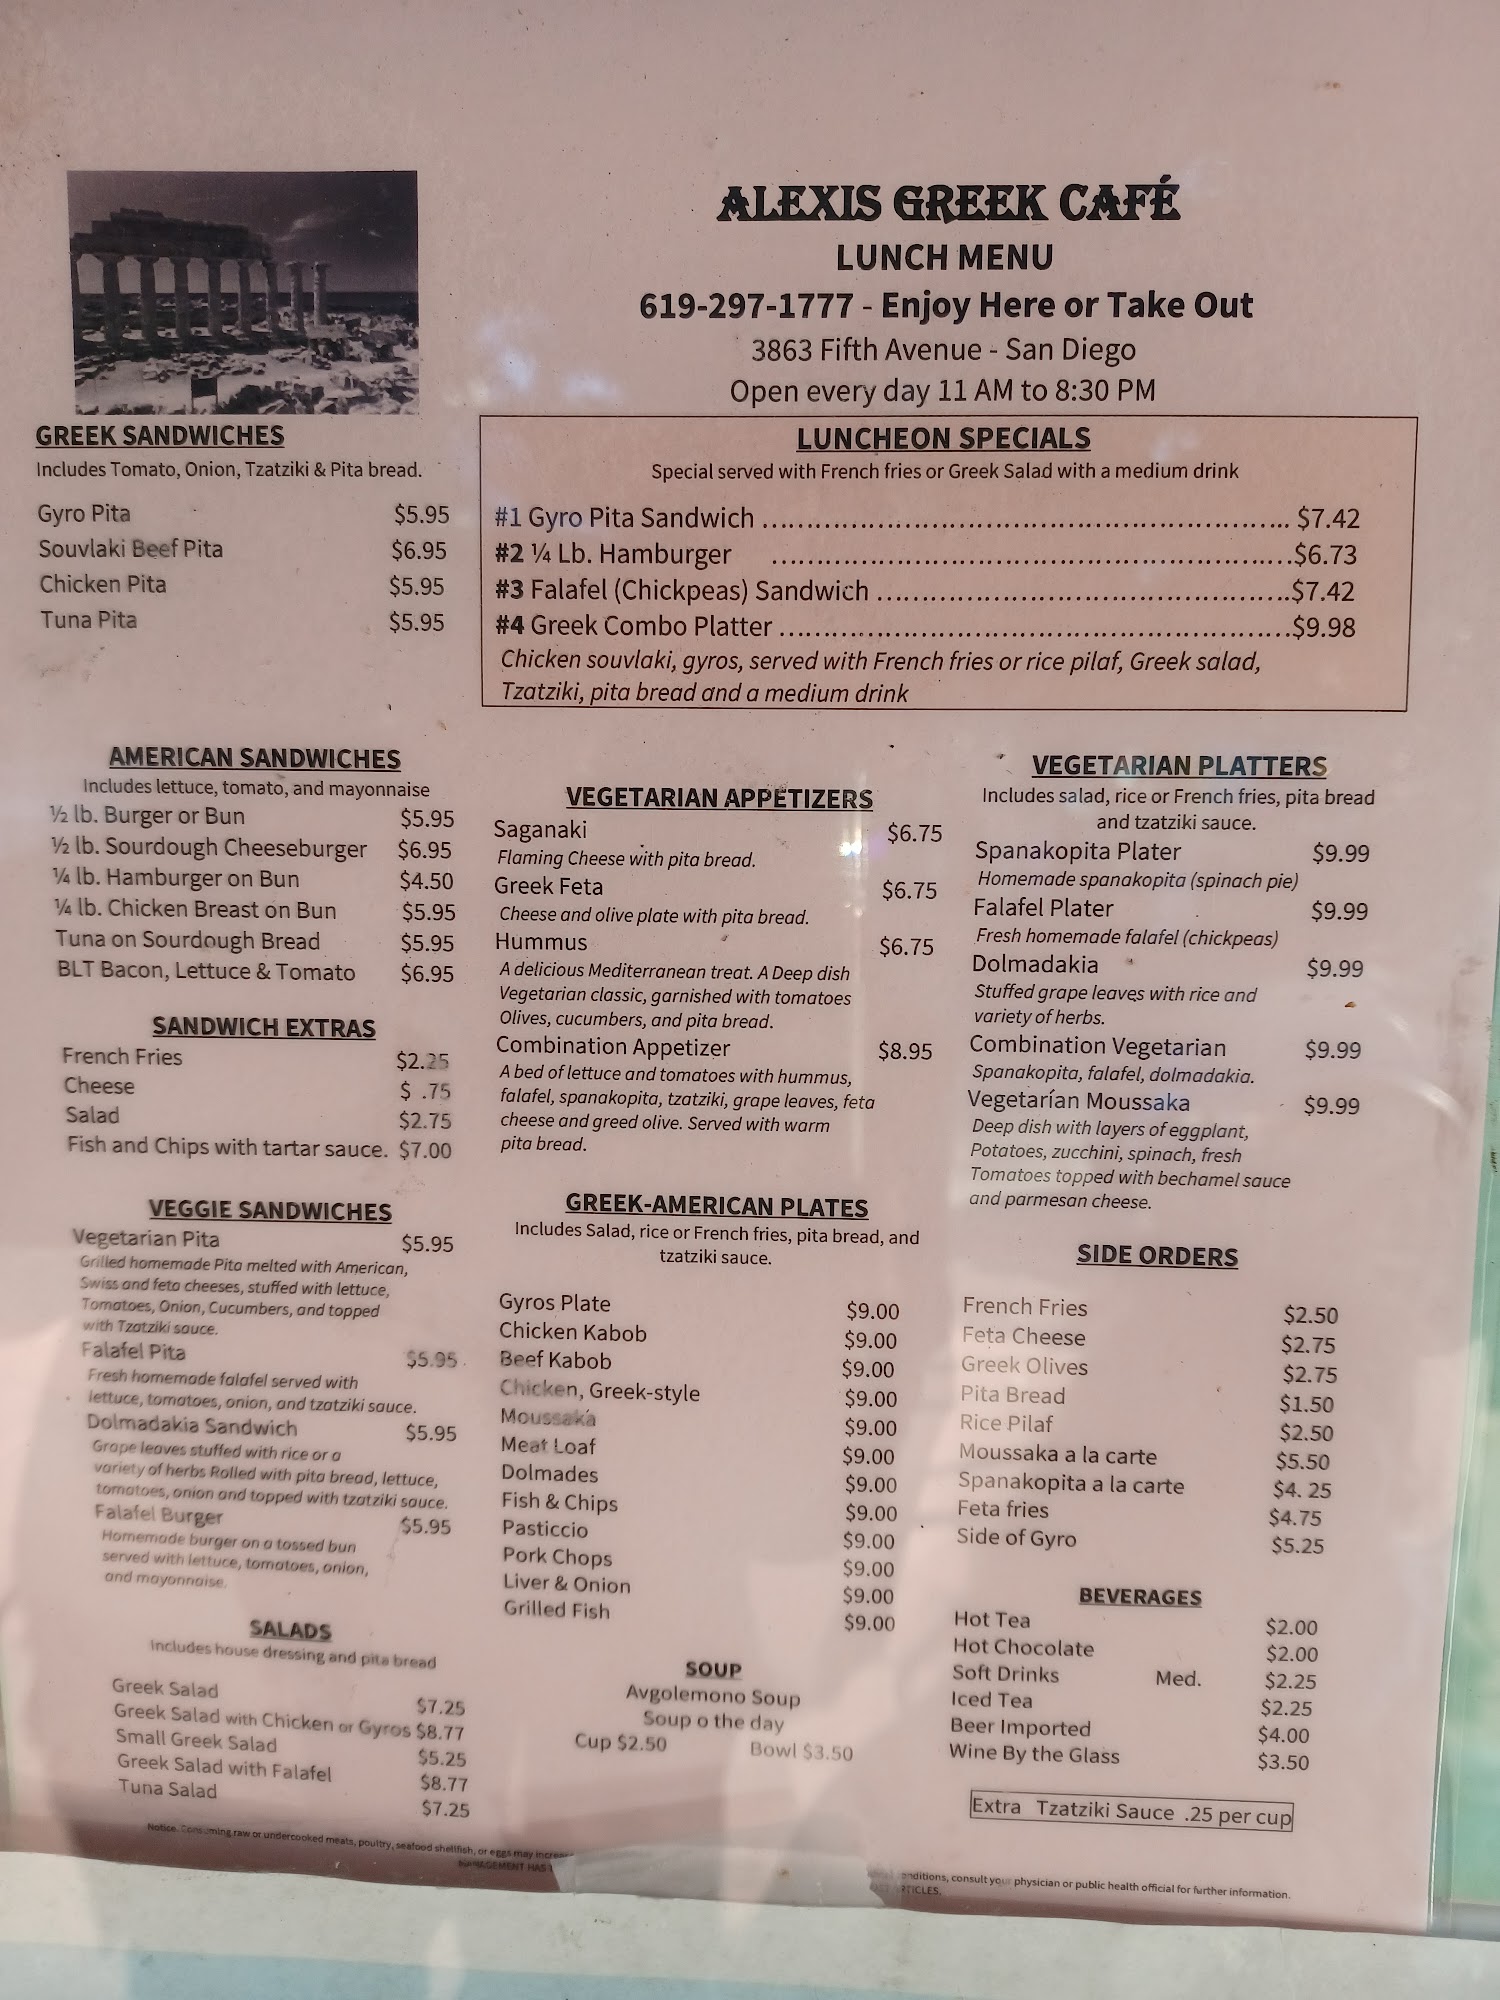 ALEXIS GREEK CAFÉ
LUNCH MENU
619-297-1777 - Enjoy Here or Take Out
3863 Fifth Avenue - San Diego
Open every day 11 AM to 8:30 PM
GREEK SANDWICHES
Includes Tomato, Onion, Tzatziki & Pita bread.
Gyro Pita $5.95
Souvlaki Beef Pita $6.95
Chicken Pita $5.95
Tuna Pita $5.95
LUNCHEON SPECIALS
Special served with French fries or Greek Salad with a medium drink
#1 Gyro Pita Sandwich ........ $7.42
#2 ¼ Lb. Hamburger ........ $6.73
#3 Falafel (Chickpeas) Sandwich ........ $7.42
#4 Greek Combo Platter ........ $9.98
Chicken souvlaki, gyros, served with French fries or rice pilaf, Greek salad,
Tzatziki, pita bread and a medium drink
AMERICAN SANDWICHES
Includes lettuce, tomato, and mayonnaise
½ lb. Burger or Bun $5.95
½ lb. Sourdough Cheeseburger $6.95
¼ lb. Hamburger on Bun $4.50
¼ lb. Chicken Breast on Bun $5.95
Tuna on Sourdough Bread $5.95
BLT Bacon, Lettuce & Tomato $6.95
SANDWICH EXTRAS
French Fries $2.25
Cheese $ .75
Salad $2.75
Fish and Chips with tartar sauce. $7.00
VEGGIE SANDWICHES
Vegetarian Pita $5.95
Grilled homemade Pita melted with American,
Swiss and feta cheeses, stuffed with lettuce,
Tomatoes, Onion, Cucumbers, and topped
with Tzatziki sauce.
Falafel Pita $5.95
Fresh homemade falafel served with
lettuce, tomatoes, onion, and tzatziki sauce.
Dolmadakia Sandwich $5.95
Grape leaves stuffed with rice or a
variety of herbs Rolled with pita bread, lettuce,
tomatoes, onion and topped with tzatziki sauce.
Falafel Burger $5.95
Homemade burger on a tossed bun
served with lettuce, tomatoes, onion,
and mayonnaise.
SALADS
Includes house dressing and pita bread
Greek Salad $7.25
Greek Salad with Chicken or Gyros $8.77
Small Greek Salad $5.25
Greek Salad with Falafel $8.77
Tuna Salad $7.25
VEGETARIAN APPETIZERS
Saganaki $6.75
Flaming Cheese with pita bread.
Greek Feta $6.75
Cheese and olive plate with pita bread.
Hummus $6.75
A delicious Mediterranean treat. A Deep dish
Vegetarian classic, garnished with tomatoes
Olives, cucumbers, and pita bread.
Combination Appetizer $8.95
A bed of lettuce and tomatoes with hummus,
falafel, spanakopita, tzatziki, grape leaves, feta
cheese and greed olive. Served with warm
pita bread.
GREEK-AMERICAN PLATES
Includes Salad, rice or French fries, pita bread, and
tzatziki sauce.
Gyros Plate $9.00
Chicken Kabob $9.00
Beef Kabob $9.00
Chicken, Greek-style $9.00
Moussaka $9.00
Meat Loaf $9.00
Dolmades $9.00
Fish & Chips $9.00
Pasticcio $9.00
Pork Chops $9.00
Liver & Onion $9.00
Grilled Fish $9.00
SOUP
Avgolemono Soup
Soup o the day
Cup $2.50 Bowl $3.50
VEGETARIAN PLATTERS
Includes salad, rice or French fries, pita bread
and tzatziki sauce.
Spanakopita Plater $9.99
Homemade spanakopita (spinach pie)
Falafel Plater $9.99
Fresh homemade falafel (chickpeas)
Dolmadakia $9.99
Stuffed grape leaves with rice and
variety of herbs.
Combination Vegetarian $9.99
Spanakopita, falafel, dolmadakia.
Vegetarían Moussaka $9.99
Deep dish with layers of eggplant,
Potatoes, zucchini, spinach, fresh
Tomatoes topped with bechamel sauce
and parmesan cheese.
SIDE ORDERS
French Fries $2.50
Feta Cheese $2.75
Greek Olives $2.75
Pita Bread $1.50
Rice Pilaf $2.50
Moussaka a la carte $5.50
Spanakopita a la carte $4. 25
Feta fries $4.75
Side of Gyro $5.25
BEVERAGES
Hot Tea $2.00
Hot Chocolate $2.00
Soft Drinks Med. $2.25
Iced Tea $2.25
Beer Imported $4.00
Wine By the Glass $3.50
Extra Tzatziki Sauce .25 per cup
Notice. Consuming raw or undercooked meats, poultry, seafood shellfish, or eggs may
conditions, consult your physician or public health official for further information.
MANAGEMENT HAS
ARTICLES.